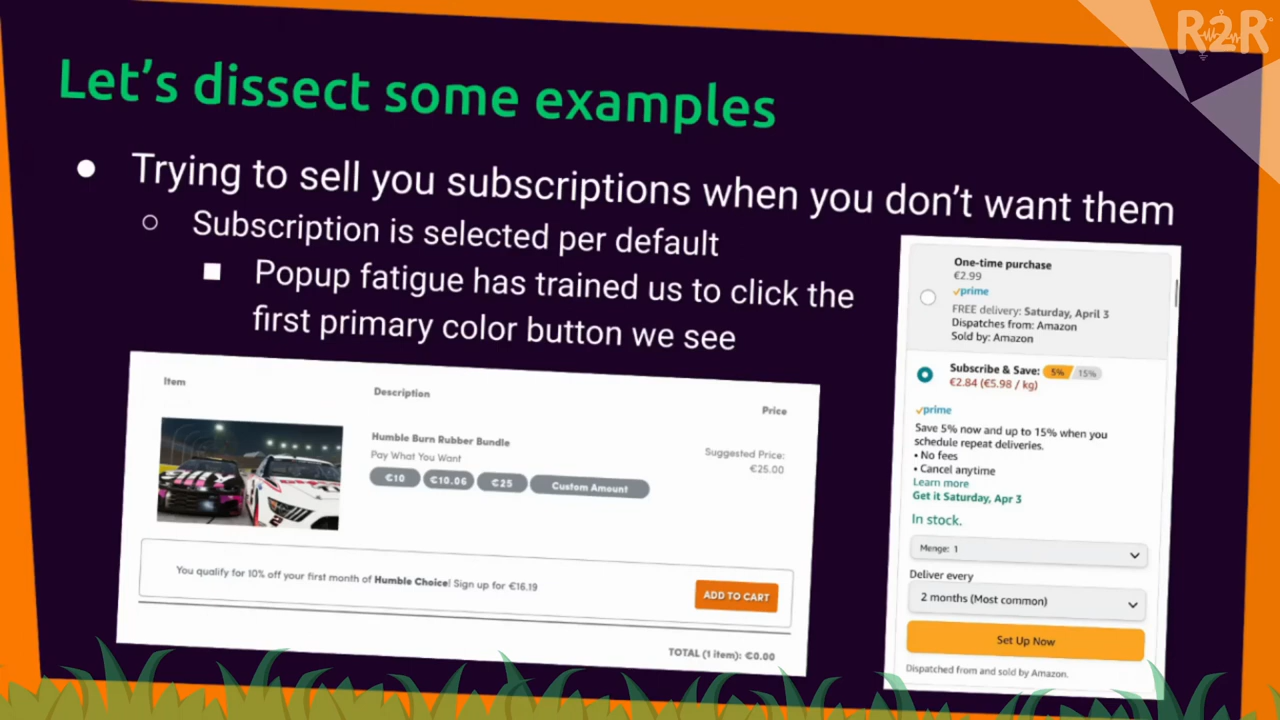 R2R
Let's dissect some examples
● Trying to sell you subscriptions when you don't want them
○ Subscription is selected per default
■ Popup fatigue has trained us to click the
first primary color button we see
Item Description Price
Humble Burn Rubber Bundle
Pay What You Want
€10 €10.06 €25 Custom Amount
Suggested Price:
€25.00
You qualify for 10% off your first month of Humble Choice! Sign up for €16.19
ADD TO CART
TOTAL (1 item): €0.00
One-time purchase
€2.99
prime
FREE delivery: Saturday, April 3
Dispatches from: Amazon
Sold by: Amazon
Subscribe & Save: 5% 15%
€2.84 (€5.98 / kg)
prime
Save 5% now and up to 15% when you
schedule repeat deliveries.
• No fees
• Cancel anytime
Learn more
Get it Saturday, Apr 3
In stock.
Menge: 1
Deliver every
2 months (Most common)
Set Up Now
Dispatched from and sold by Amazon.